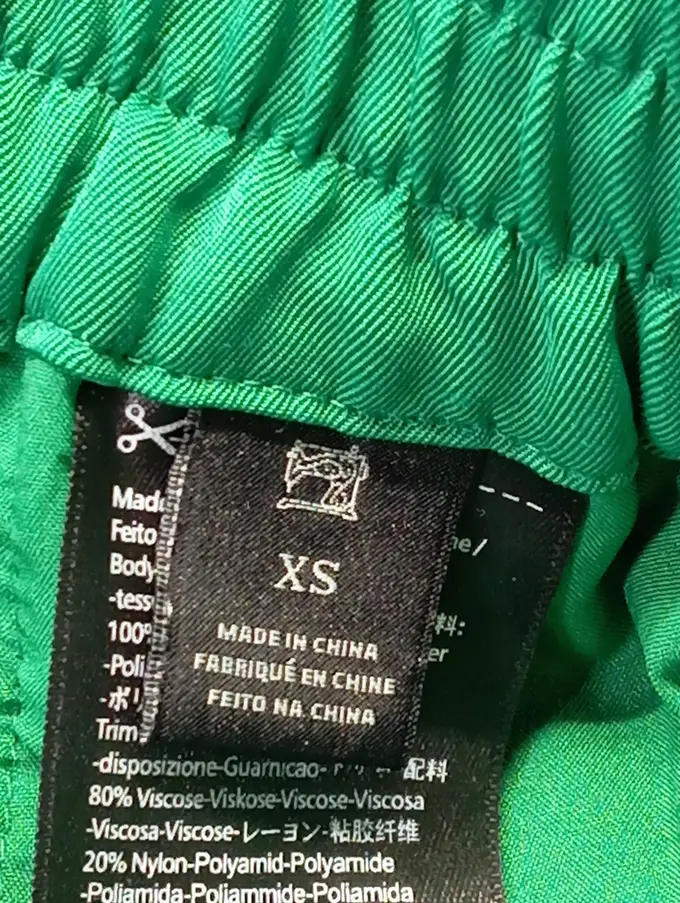 XS
MADE IN CHINA
FABRIQUÉ EN CHINE
FEITO NA CHINA
Made
Feito
Body
-tess
100%
-Poli
-ポリ
Trim
料:
er
-disposizione-Guarnicao- 配料
80% Viscose-Viskose-Viscose-Viscosa
-Viscosa-Viscose-レーヨン-粘胶纤维
20% Nylon-Polyamid-Polyamide
-Poliamida-Poliammide-Poliamida